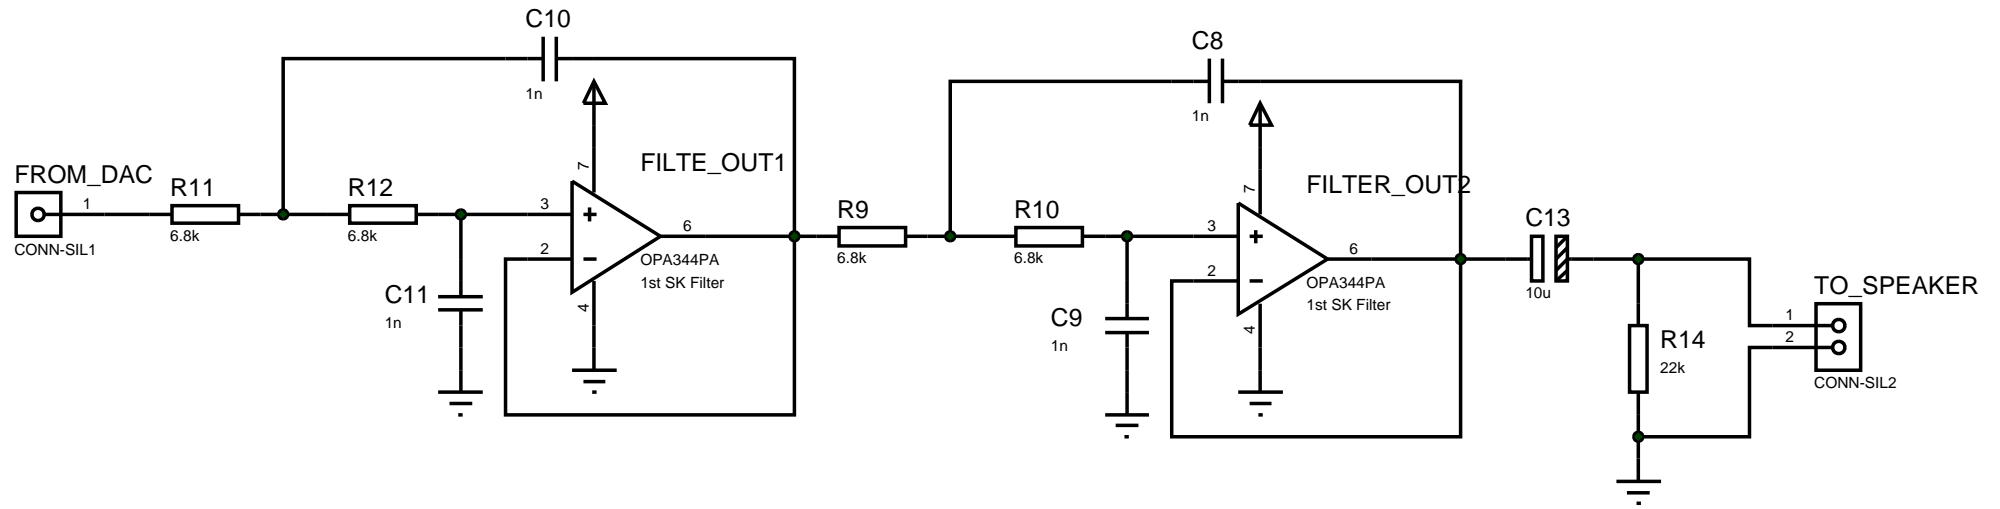 C10
1n
C8
1n
FROM_DAC
1
CONN-SIL1
R11
6.8k
R12
6.8k
C11
1n
3
2
7
4
6
FILTE_OUT1
OPA344PA
1st SK Filter
R9
6.8k
R10
6.8k
C9
1n
3
2
7
4
6
FILTER_OUT2
OPA344PA
1st SK Filter
C13
10u
R14
22k
TO_SPEAKER
1
2
CONN-SIL2